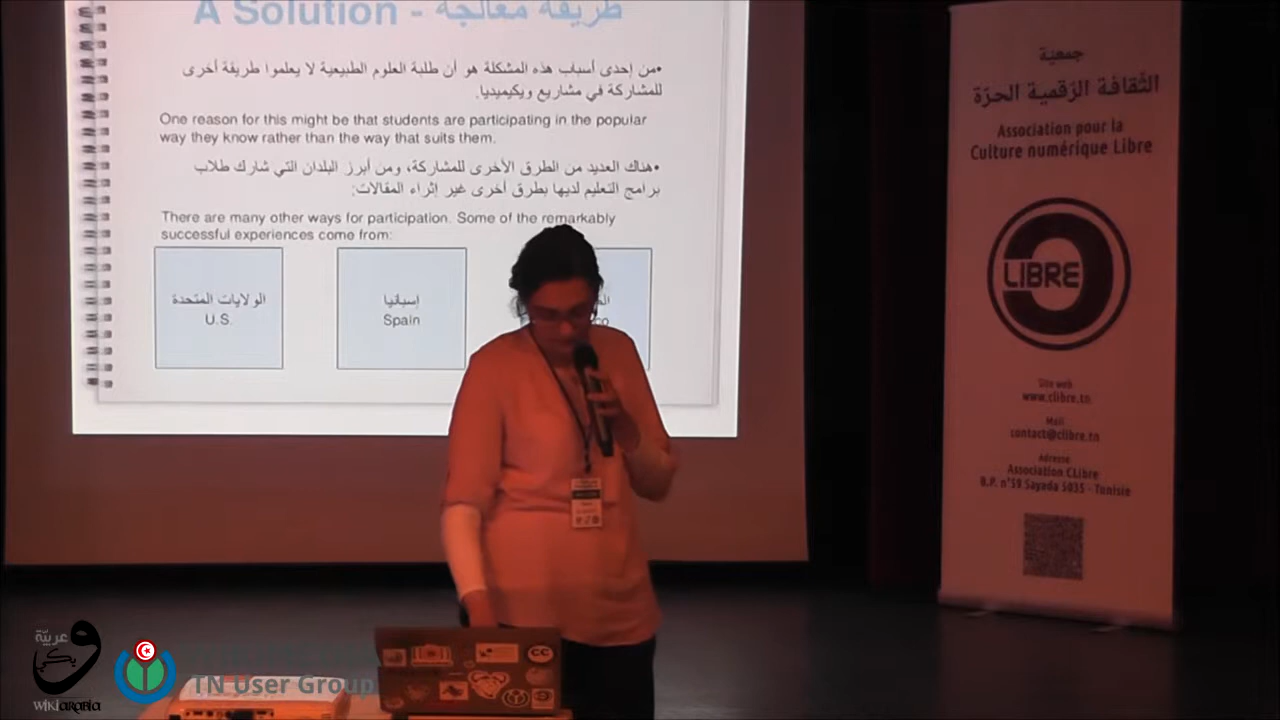 A Solution - طريقة معالجة
•من إحدى أسباب هذه المشكلة هو أن طلبة العلوم الطبيعية لا يعلموا طريقة أخرى
للمشاركة في مشاريع ويكيميديا.
One reason for this might be that students are participating in the popular
way they know rather than the way that suits them.
•هناك العديد من الطرق الأخرى للمشاركة، ومن أبرز البلدان التي شارك طلاب
برامج التعليم لديها بطرق أخرى غير إثراء المقالات:
There are many other ways for participation. Some of the remarkably
successful experiences come from:
الولايات المتحدة
U.S.
إسبانيا
Spain
جمعية
الثّقافة الرّقمية الحرّة
Association pour la
Culture numérique Libre
LIBRE
Site web
www.clibre.tn
Mail
contact@clibre.tn
Adresse
Association CLibre
B.P. n°59 Sayada 5035 - Tunisie
cc
ويكي
عربيّة
WIKI ARABIA
TN User Group